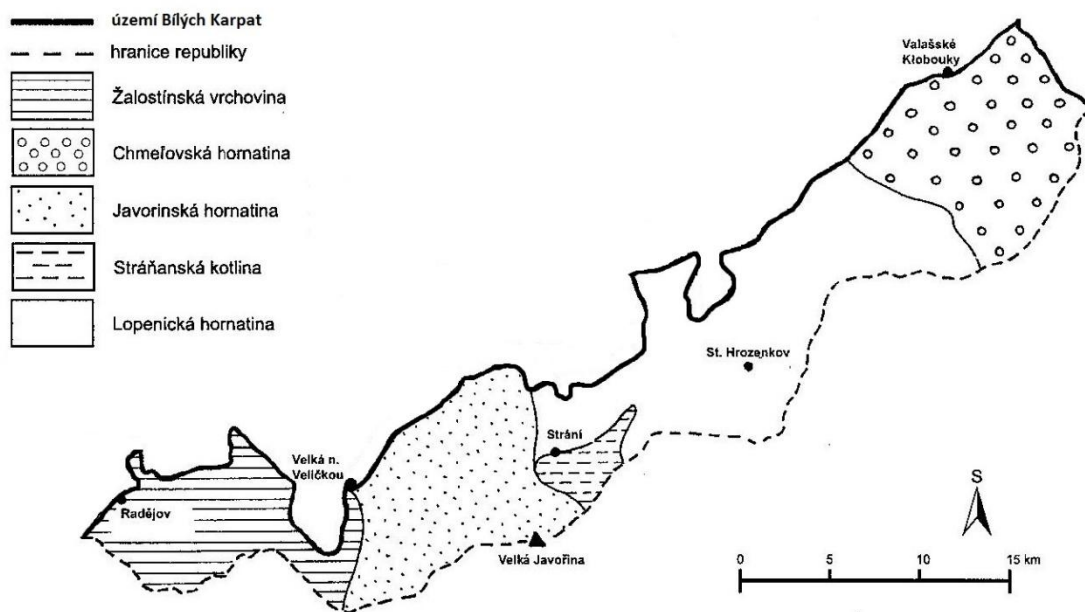 území Bílých Karpat
hranice republiky
Žalostínská vrchovina
Chmeľovská hornatina
Javorinská hornatina
Stráňanská kotlina
Lopenická hornatina
Valašské
Kłobouky
St. Hrozenkov
Strání
Velká n.
Veličkou
Radějov
Velká Javořina
S
0 5 10 15 km